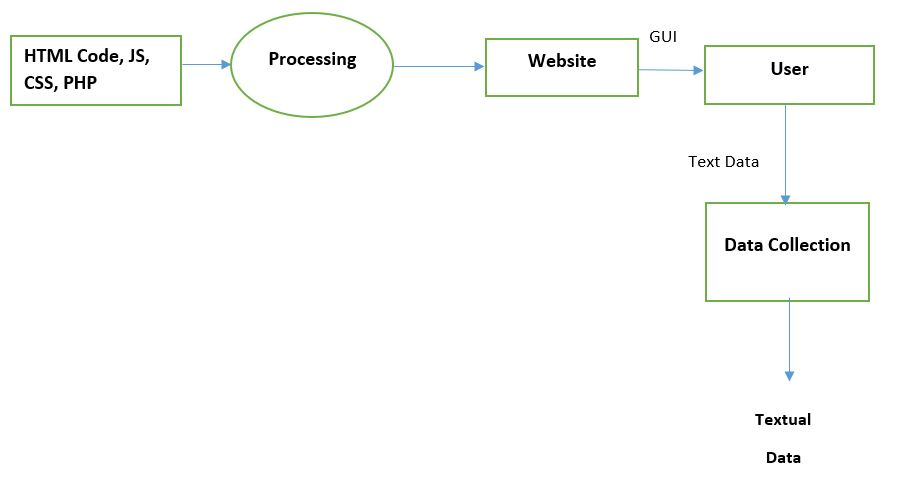 HTML Code, JS,
CSS, PHP
Processing
Website
GUI
User
Text Data
Data Collection
Textual
Data